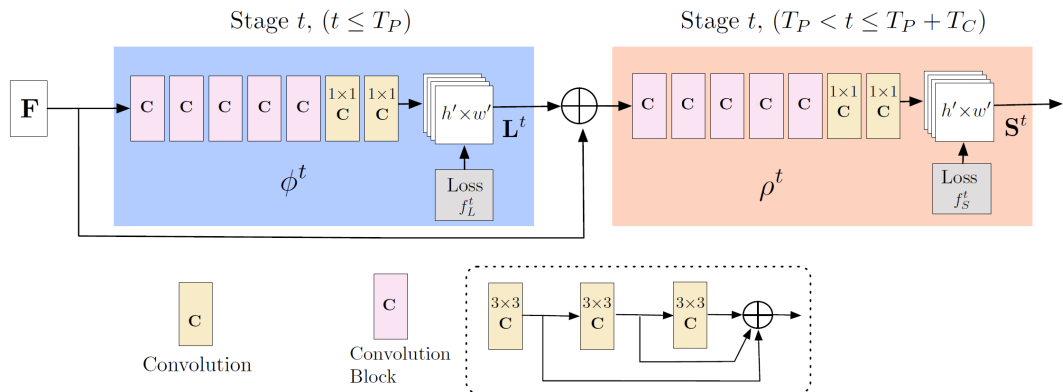 Stage t, (t ≤ T_P)
Stage t, (T_P < t ≤ T_P + T_C)
F
C C C C C 1×1 C 1×1 C
h′×w′
L^t
Loss f_L^t
ϕ^t
C C C C C 1×1 C 1×1 C
h′×w′
S^t
Loss f_S^t
ρ^t
C
Convolution
C
Convolution
Block
3×3 3×3 3×3
C C C